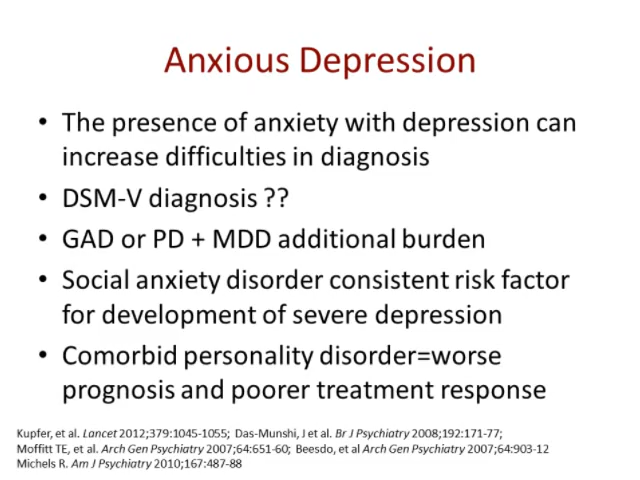 Anxious Depression
• The presence of anxiety with depression can
increase difficulties in diagnosis
• DSM-V diagnosis ??
• GAD or PD + MDD additional burden
• Social anxiety disorder consistent risk factor
for development of severe depression
• Comorbid personality disorder=worse
prognosis and poorer treatment response
Kupfer, et al. Lancet 2012;379:1045-1055; Das-Munshi, J et al. Br J Psychiatry 2008;192:171-77;
Moffitt TE, et al. Arch Gen Psychiatry 2007;64:651-60; Beesdo, et al Arch Gen Psychiatry 2007;64:903-12
Michels R. Am J Psychiatry 2010;167:487-88